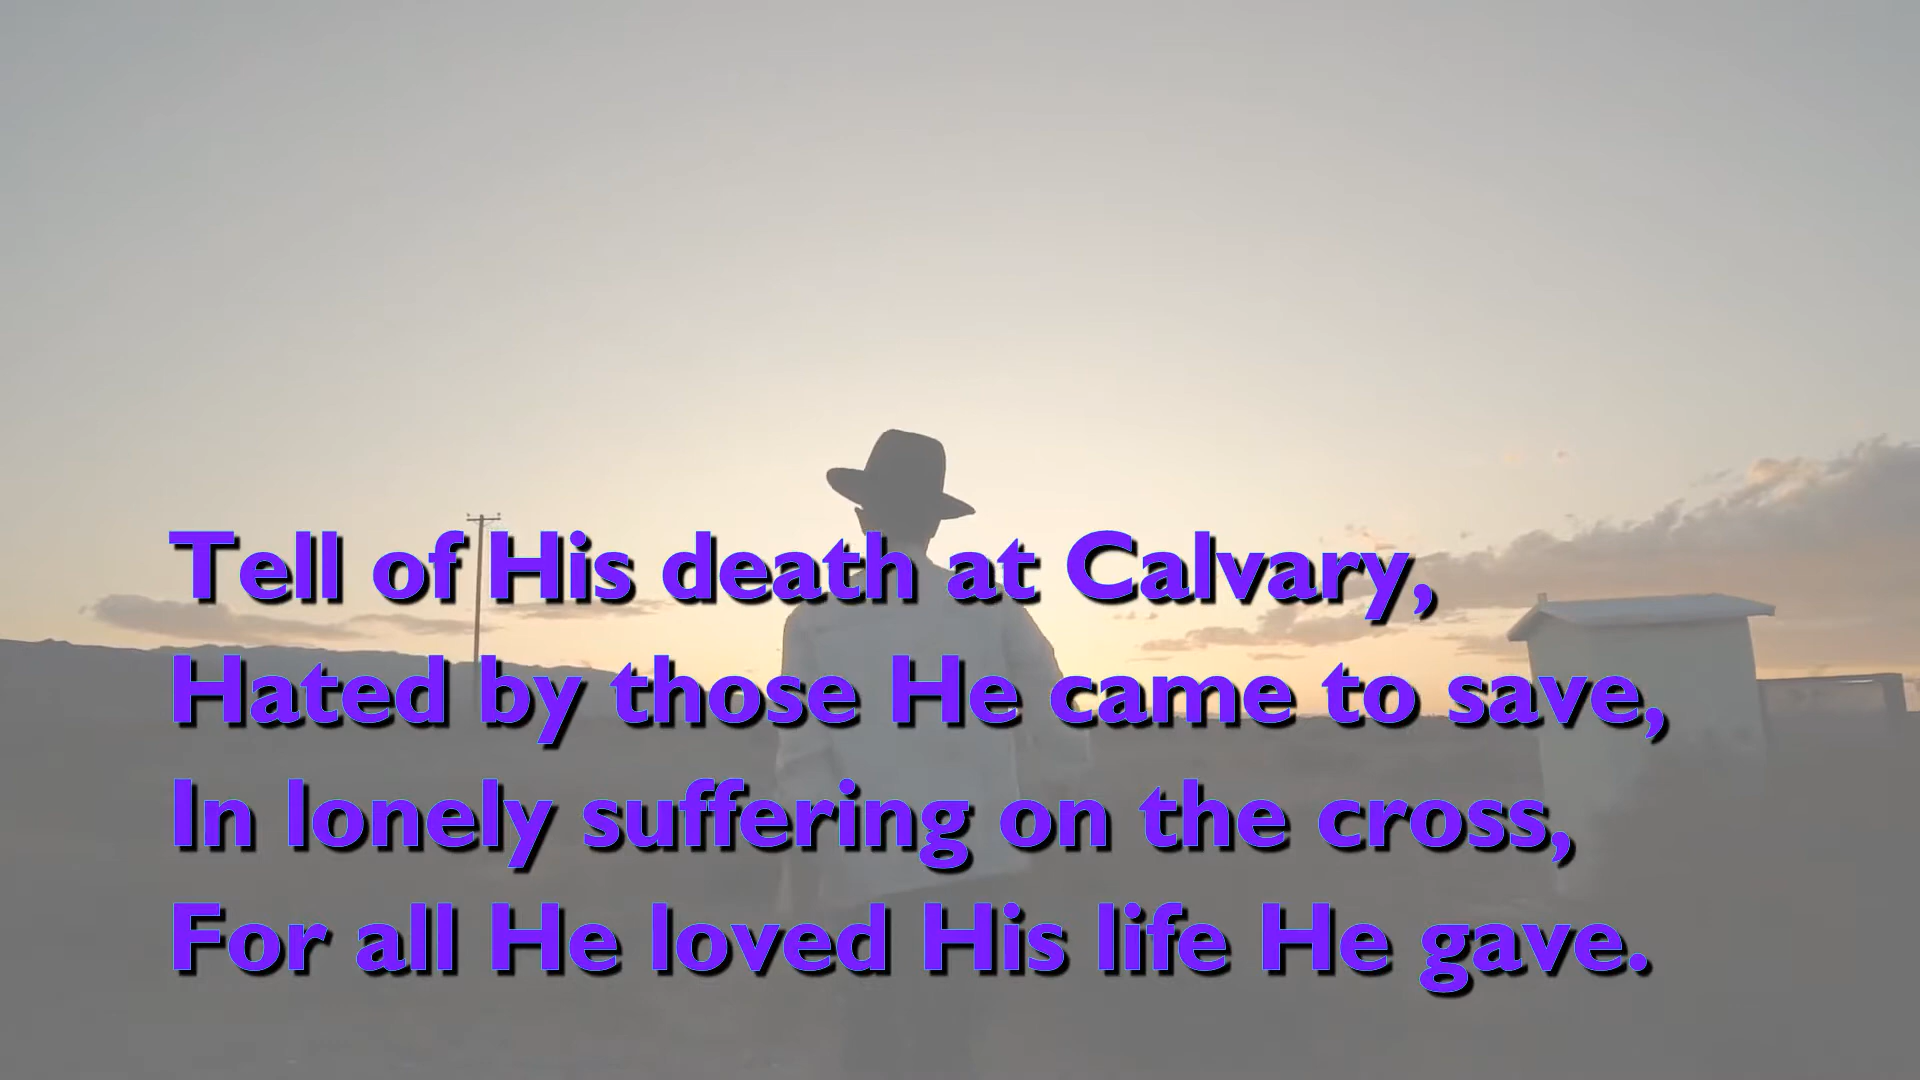 Tell of His death at Calvary,
Hated by those He came to save,
In lonely suffering on the cross,
For all He loved His life He gave.